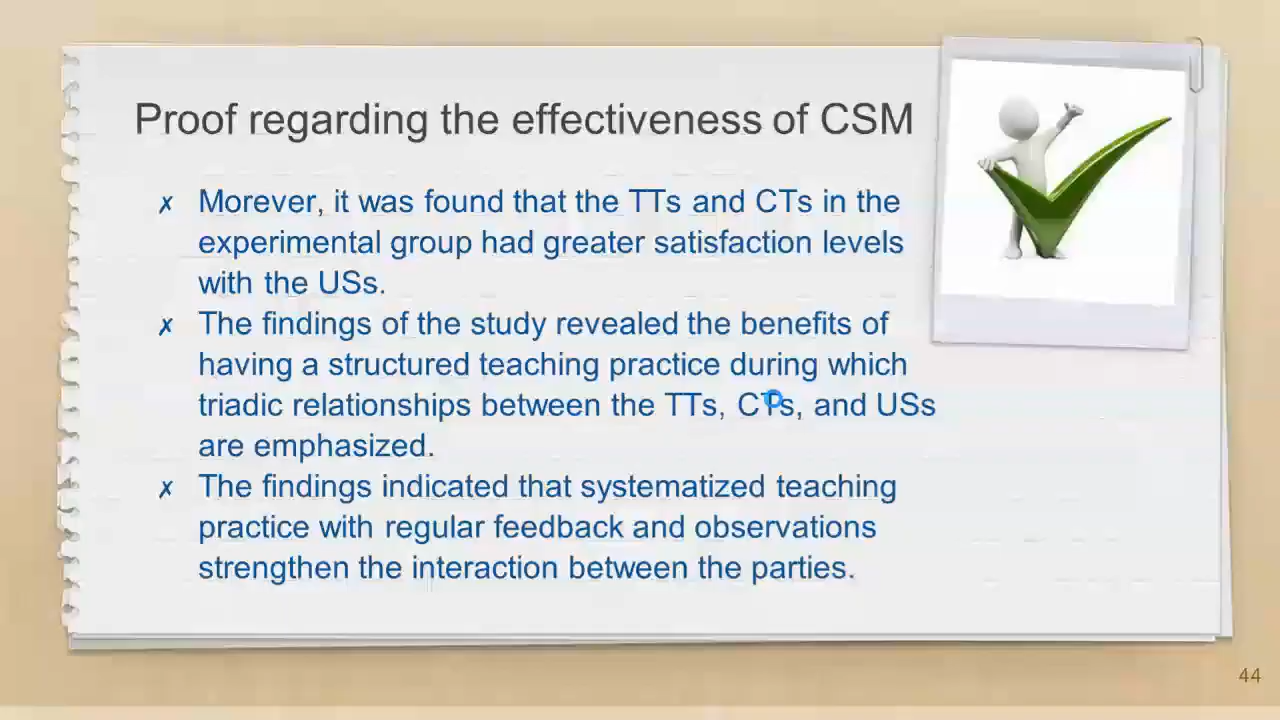 Proof regarding the effectiveness of CSM
✗ Morever, it was found that the TTs and CTs in the
experimental group had greater satisfaction levels
with the USs.
✗ The findings of the study revealed the benefits of
having a structured teaching practice during which
triadic relationships between the TTs, CTs, and USs
are emphasized.
✗ The findings indicated that systematized teaching
practice with regular feedback and observations
strengthen the interaction between the parties.
44